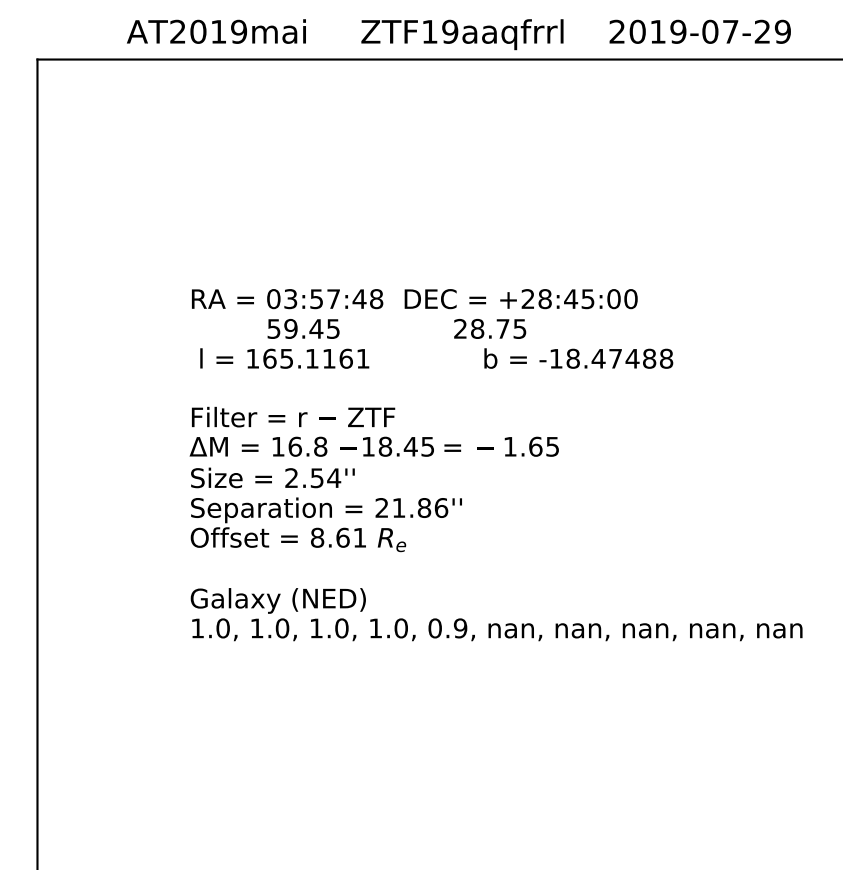 AT2019mai ZTF19aaqfrrl 2019-07-29
RA = 03:57:48 DEC = +28:45:00
59.45 28.75
l = 165.1161 b = -18.47488
Filter = r − ZTF
ΔM = 16.8 −18.45 = − 1.65
Size = 2.54''
Separation = 21.86''
Offset = 8.61 Re
Galaxy (NED)
1.0, 1.0, 1.0, 1.0, 0.9, nan, nan, nan, nan, nan